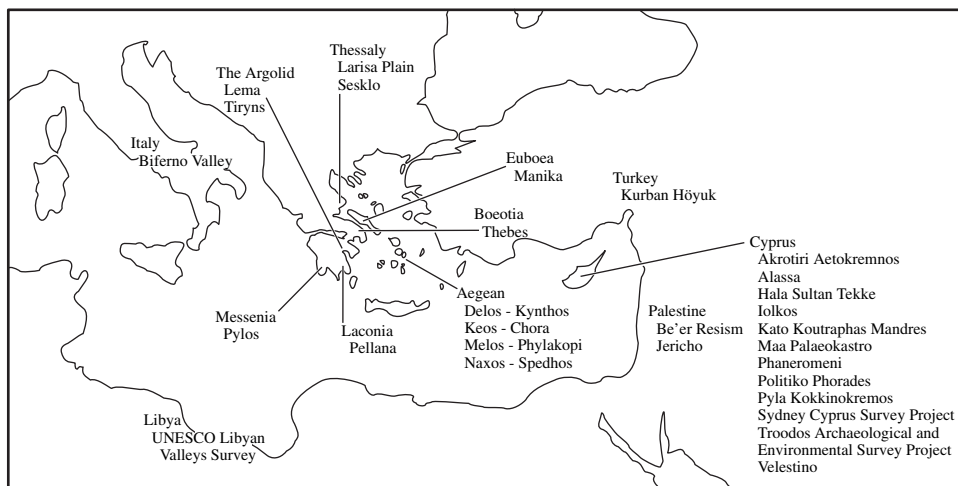 Thessaly
Larisa Plain
Sesklo
The Argolid
Lema
Tiryns
Italy
Biferno Valley
Euboea
Manika
Turkey
Kurban Höyuk
Boeotia
Thebes
Cyprus
Akrotiri Aetokremnos
Alassa
Hala Sultan Tekke
Iolkos
Kato Koutraphas Mandres
Maa Palaeokastro
Phaneromeni
Politiko Phorades
Pyla Kokkinokremos
Sydney Cyprus Survey Project
Troodos Archaeological and
Environmental Survey Project
Velestino
Messenia
Pylos
Laconia
Pellana
Aegean
Delos - Kynthos
Keos - Chora
Melos - Phylakopi
Naxos - Spedhos
Palestine
Be'er Resism
Jericho
Libya
UNESCO Libyan
Valleys Survey